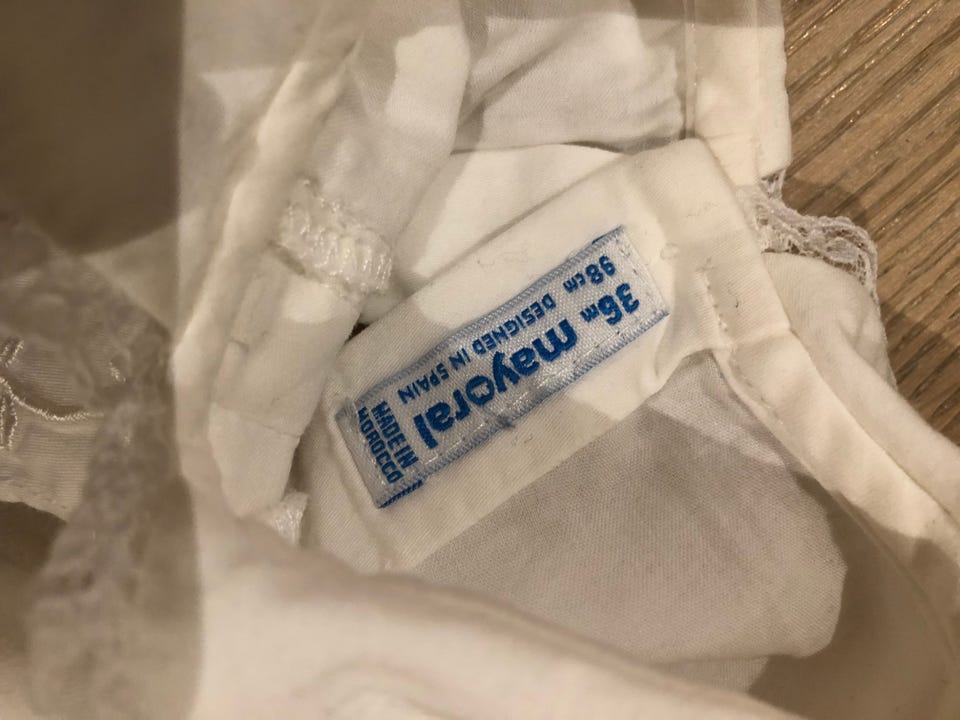 36m mayoral
98cm DESIGNED IN SPAIN
MADE IN
MOROCCO